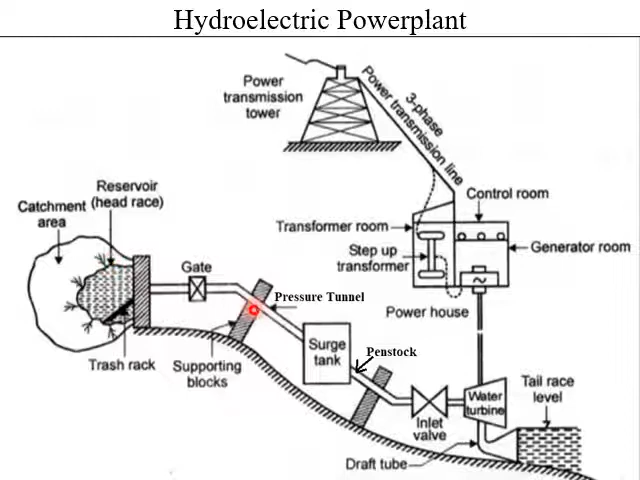 Hydroelectric Powerplant
Power
transmission
tower
3-phase
Power transmission line
Reservoir
(head race)
Catchment
area
Control room
Transformer room
Generator room
Step up
transformer
Gate
Pressure Tunnel
Power house
Surge
tank
Penstock
Trash rack
Supporting
blocks
Tail race
level
Water
turbine
Inlet
valve
Draft tube